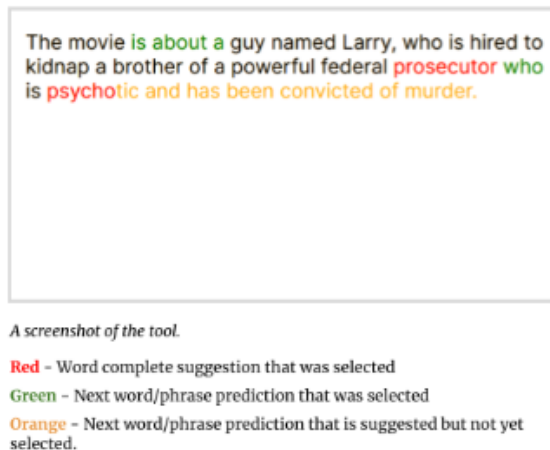 The movie is about a guy named Larry, who is hired to
kidnap a brother of a powerful federal prosecutor who
is psychotic and has been convicted of murder.
A screenshot of the tool.
Red – Word complete suggestion that was selected
Green – Next word/phrase prediction that was selected
Orange – Next word/phrase prediction that is suggested but not yet
selected.